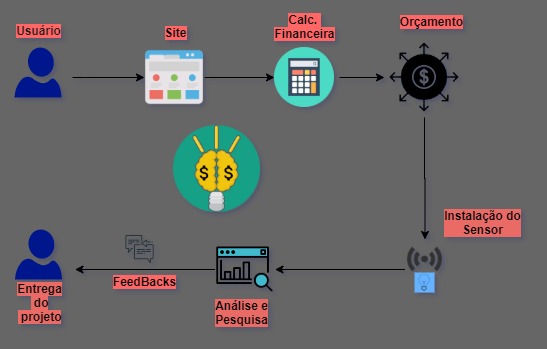 Usuário
Site
Calc.
Financeira
Orçamento
$
$ $
Instalação do
Sensor
Entrega
do
projeto
FeedBacks
Análise e
Pesquisa